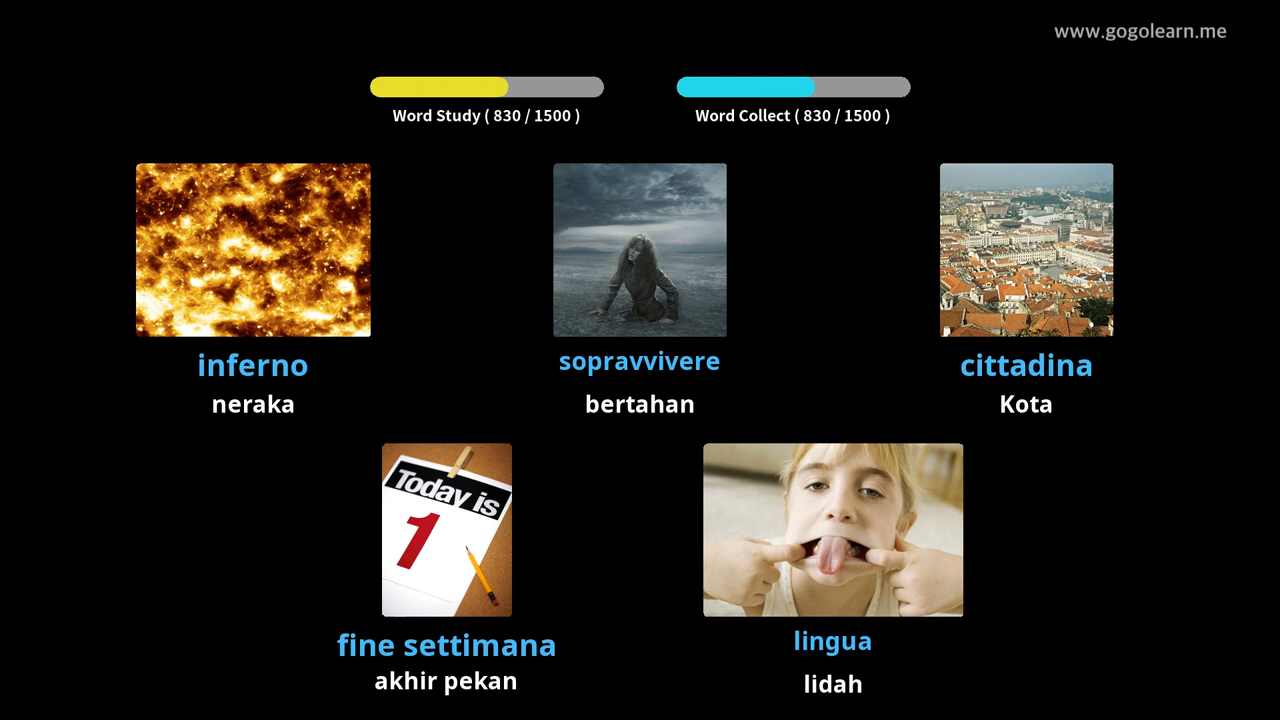 www.gogolearn.me
Word Study ( 830 / 1500 )
Word Collect ( 830 / 1500 )
inferno
neraka
sopravvivere
bertahan
cittadina
Kota
Today is
1
fine settimana
akhir pekan
lingua
lidah